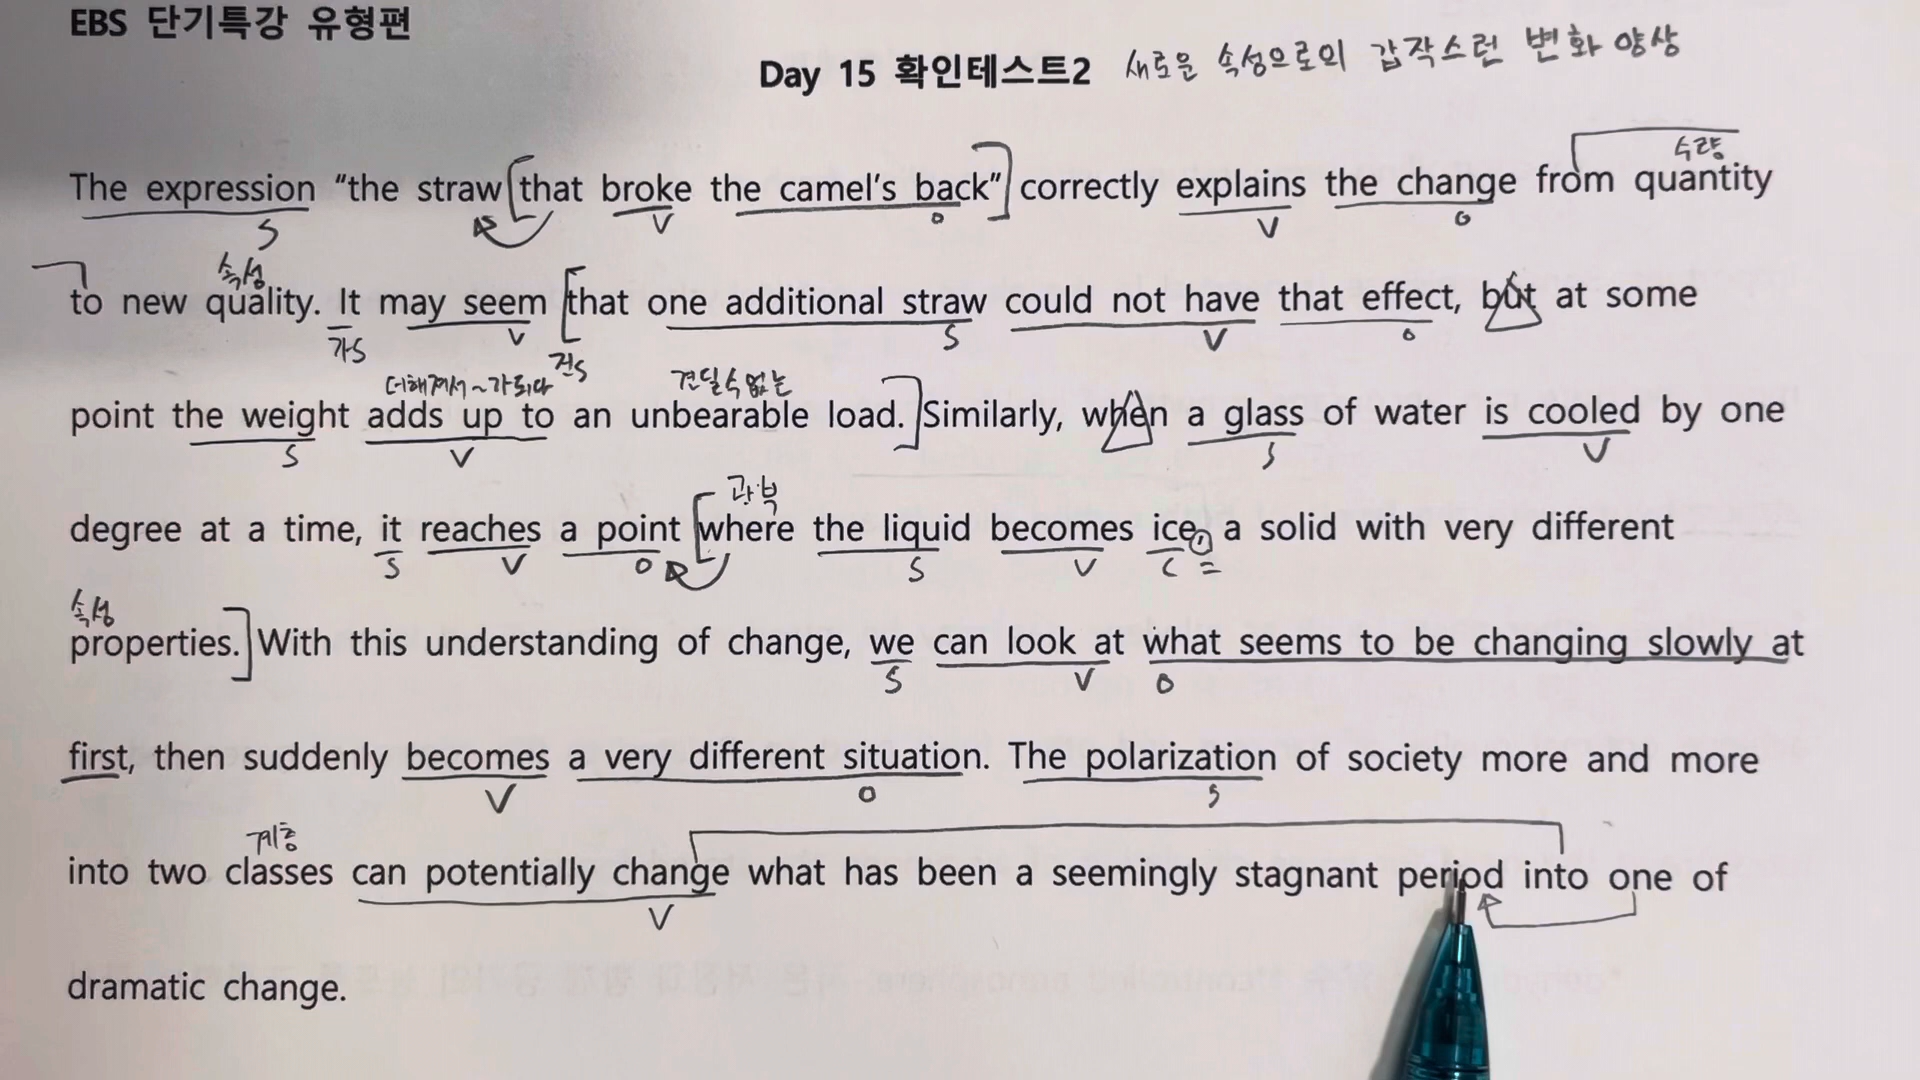 EBS 단기특강 유형편
Day 15 확인테스트2 새로운 속성으로의 갑작스런 변화 양상
수량
The expression “the straw that broke the camel’s back” correctly explains the change from quantity
S V O V O
속성
to new quality. It may seem that one additional straw could not have that effect, but at some
가S V 진S S V O
더해져서~가 되다 견딜 수 없는
point the weight adds up to an unbearable load. Similarly, when a glass of water is cooled by one
S V S V
관·부
degree at a time, it reaches a point where the liquid becomes ice, a solid with very different
S V O S V C =
속성
properties. With this understanding of change, we can look at what seems to be changing slowly at
S V O
first, then suddenly becomes a very different situation. The polarization of society more and more
V O S
계층
into two classes can potentially change what has been a seemingly stagnant period into one of
V
dramatic change.